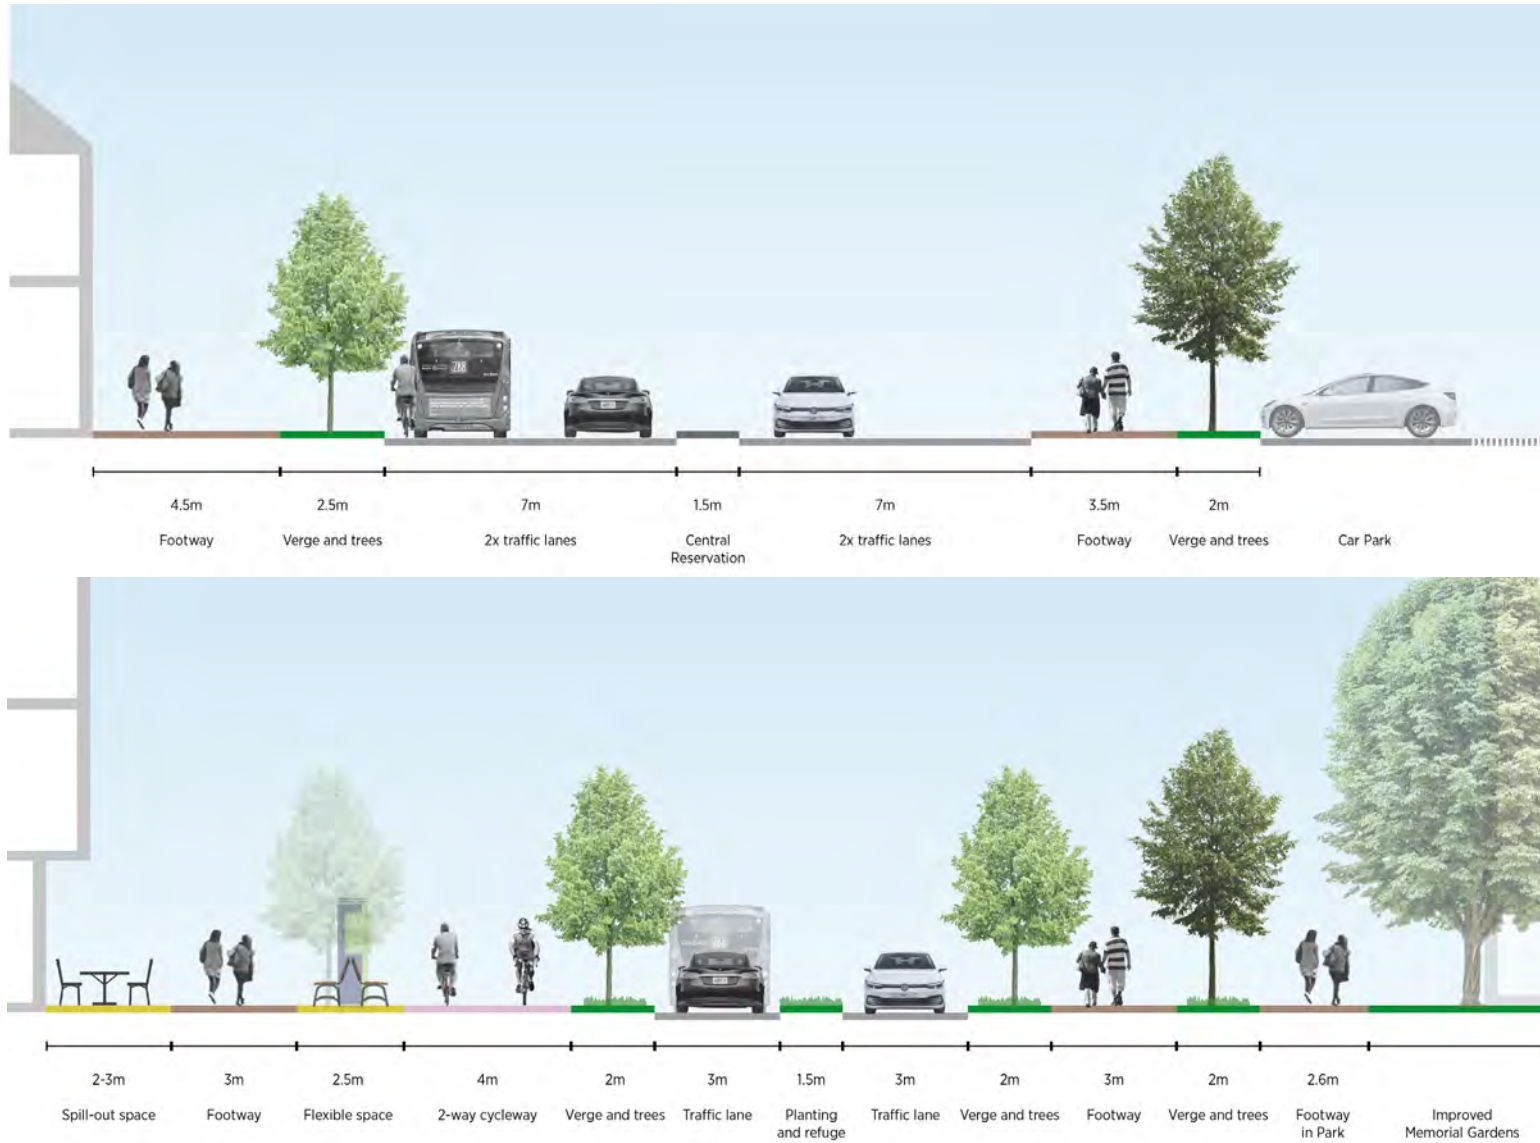 4.5m
2.5m
7m
1.5m
7m
3.5m
2m
Footway
Verge and trees
2x traffic lanes
Central
Reservation
2x traffic lanes
Footway
Verge and trees
Car Park
2-3m
3m
2.5m
4m
2m
3m
1.5m
3m
2m
3m
2m
2.6m
Spill-out space
Footway
Flexible space
2-way cycleway
Verge and trees
Traffic lane
Planting
and refuge
Traffic lane
Verge and trees
Footway
Verge and trees
Footway
in Park
Improved
Memorial Gardens